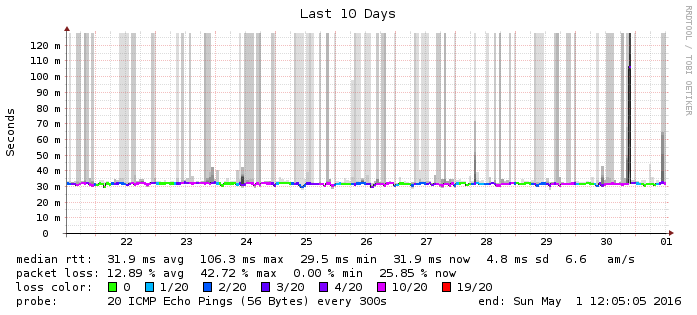 Last 10 Days
RRDTOOL / TOBI OETIKER
Seconds
120 m
110 m
100 m
90 m
80 m
70 m
60 m
50 m
40 m
30 m
20 m
10 m
0
22 23 24 25 26 27 28 29 30 01
median rtt: 31.9 ms avg 106.3 ms max 29.5 ms min 31.9 ms now 4.8 ms sd 6.6 am/s
packet loss: 12.89 % avg 42.72 % max 0.00 % min 25.85 % now
loss color: 0 1/20 2/20 3/20 4/20 10/20 19/20
probe: 20 ICMP Echo Pings (56 Bytes) every 300s end: Sun May 1 12:05:05 2016